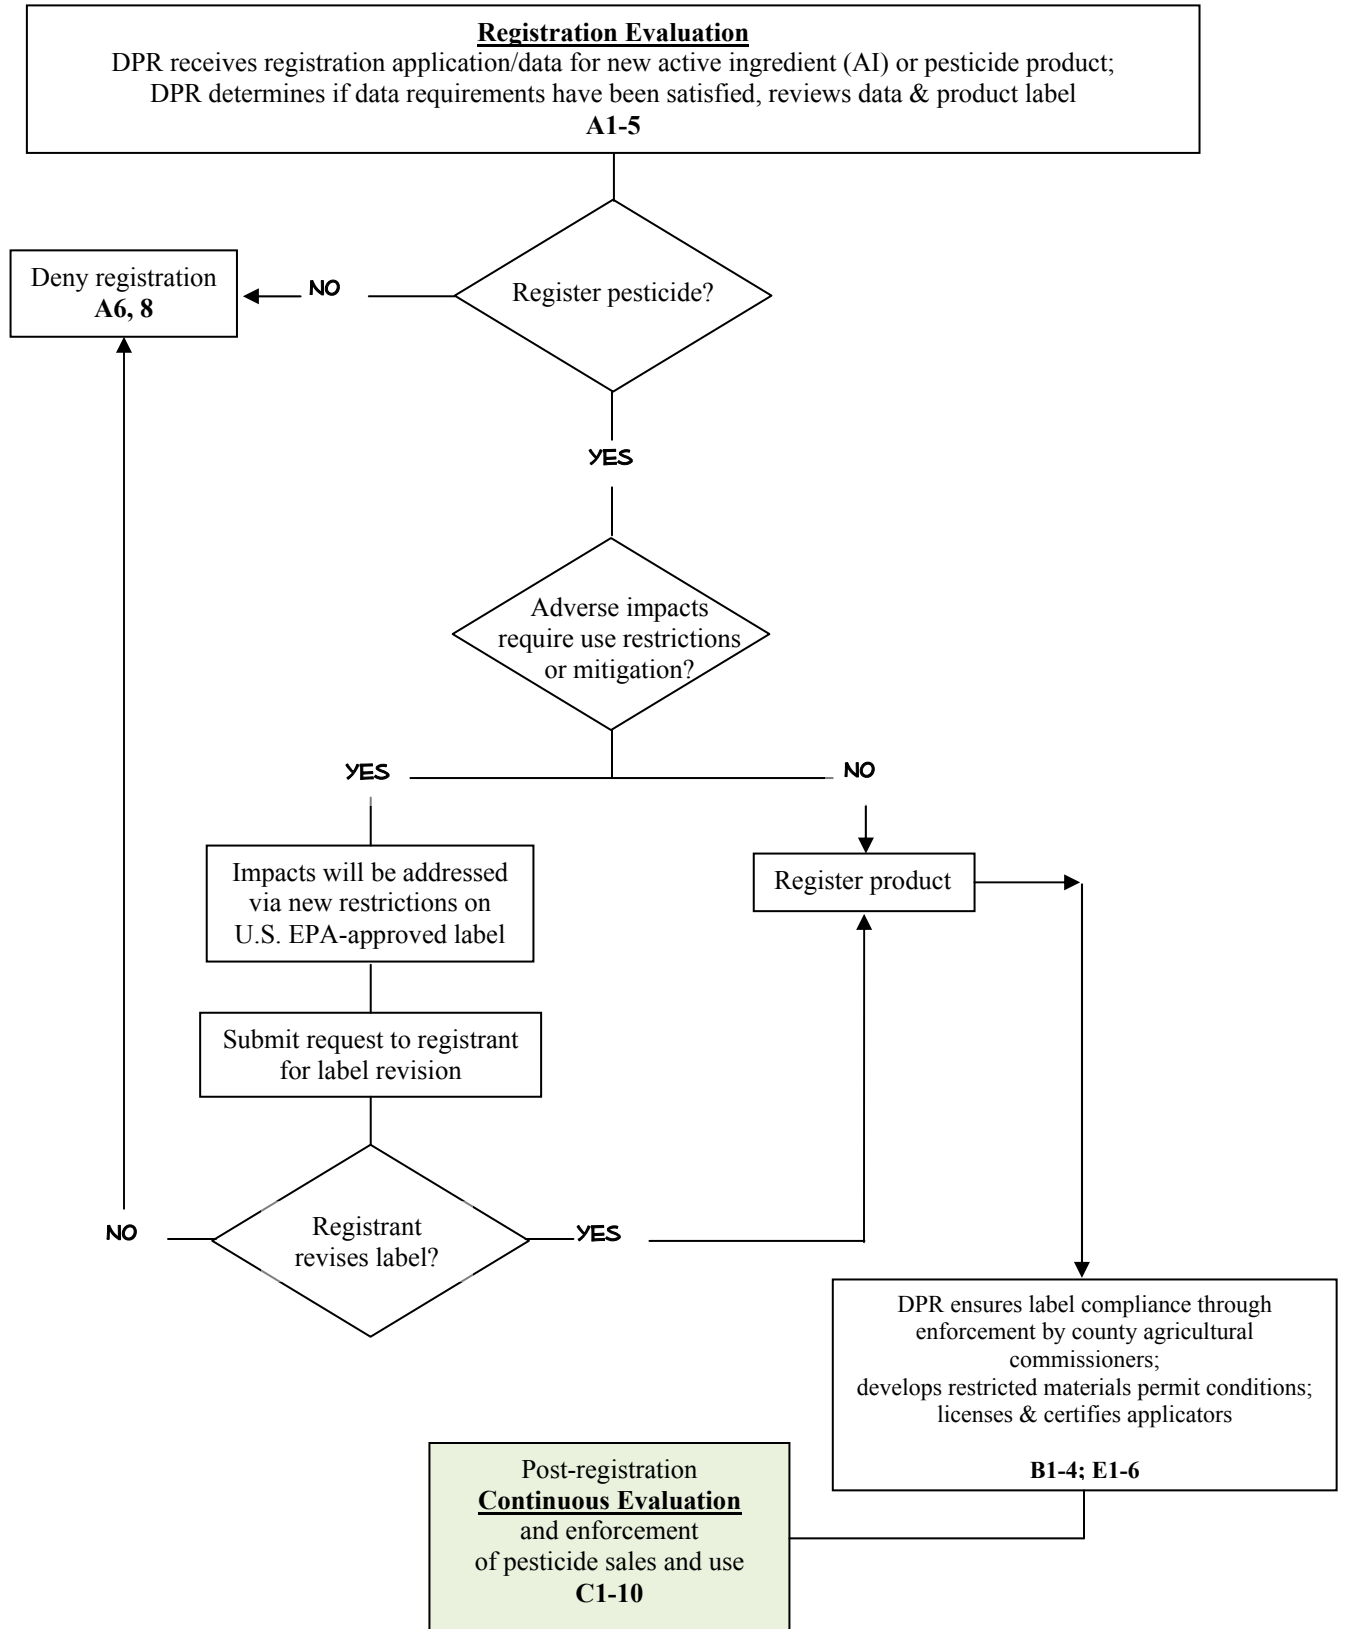 Registration Evaluation
DPR receives registration application/data for new active ingredient (AI) or pesticide product;
DPR determines if data requirements have been satisfied, reviews data & product label
A1-5
Deny registration
A6, 8
NO
Register pesticide?
YES
Adverse impacts
require use restrictions
or mitigation?
YES
NO
Impacts will be addressed
via new restrictions on
U.S. EPA-approved label
Register product
Submit request to registrant
for label revision
NO
Registrant
revises label?
YES
DPR ensures label compliance through
enforcement by county agricultural
commissioners;
develops restricted materials permit conditions;
licenses & certifies applicators
B1-4; E1-6
Post-registration
Continuous Evaluation
and enforcement
of pesticide sales and use
C1-10